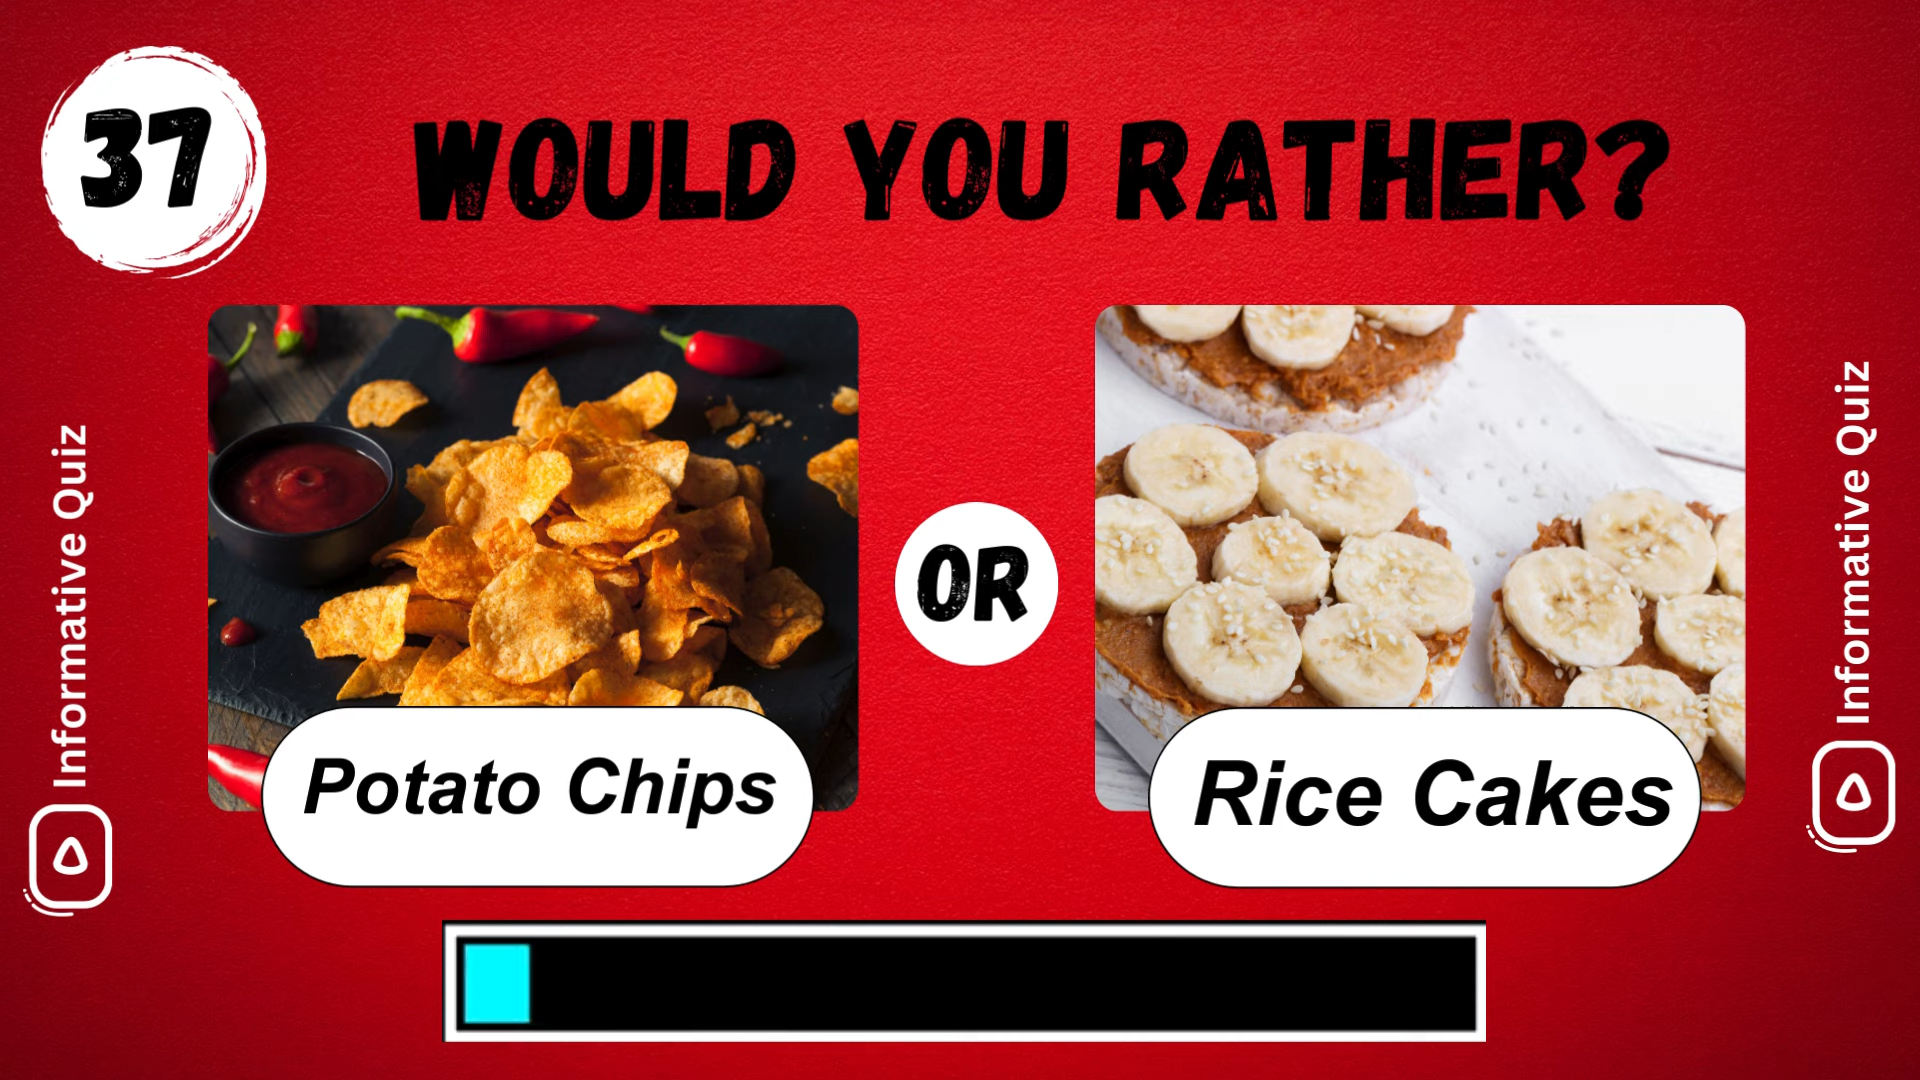 37
WOULD YOU RATHER?
OR
Potato Chips
Rice Cakes
Informative Quiz
Informative Quiz